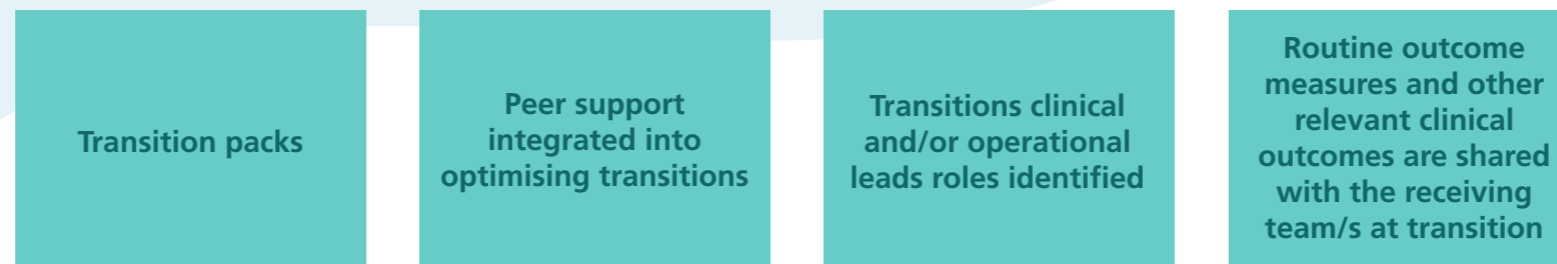 Transition packs
Peer support
integrated into
optimising transitions
Transitions clinical
and/or operational
leads roles identified
Routine outcome
measures and other
relevant clinical
outcomes are shared
with the receiving
team/s at transition